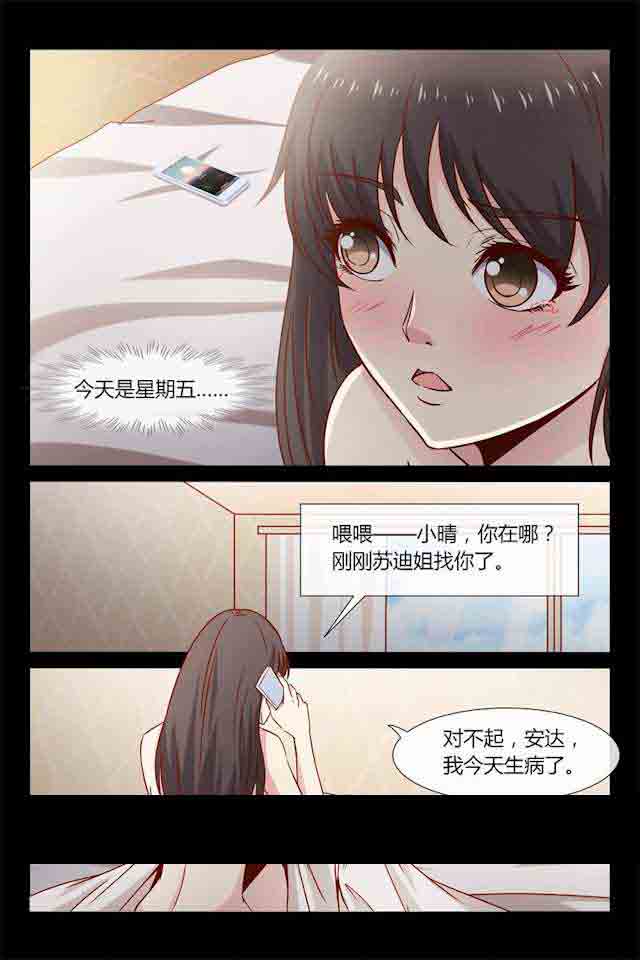 今天是星期五……
喂喂——小晴，你在哪？
刚刚苏迪姐找你了。
对不起，安达，
我今天生病了。